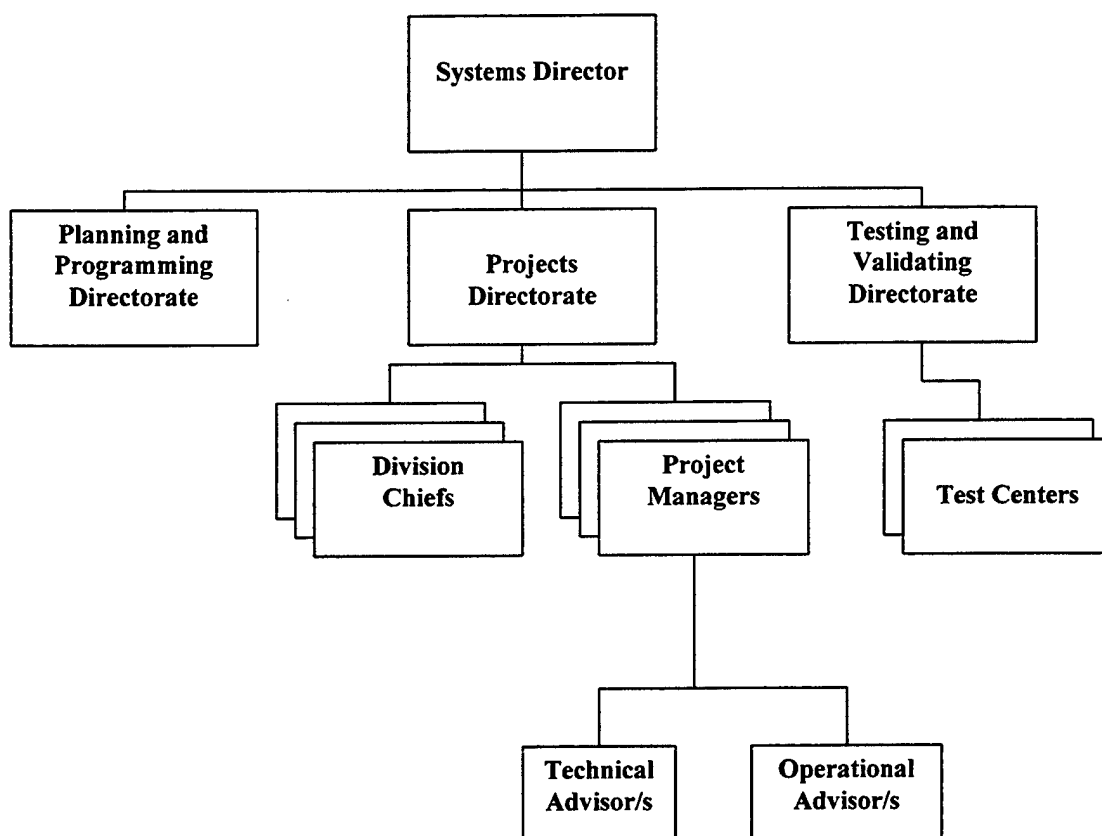 Systems Director
Planning and
Programming
Directorate
Projects
Directorate
Testing and
Validating
Directorate
Division
Chiefs
Project
Managers
Test Centers
Technical
Advisor/s
Operational
Advisor/s